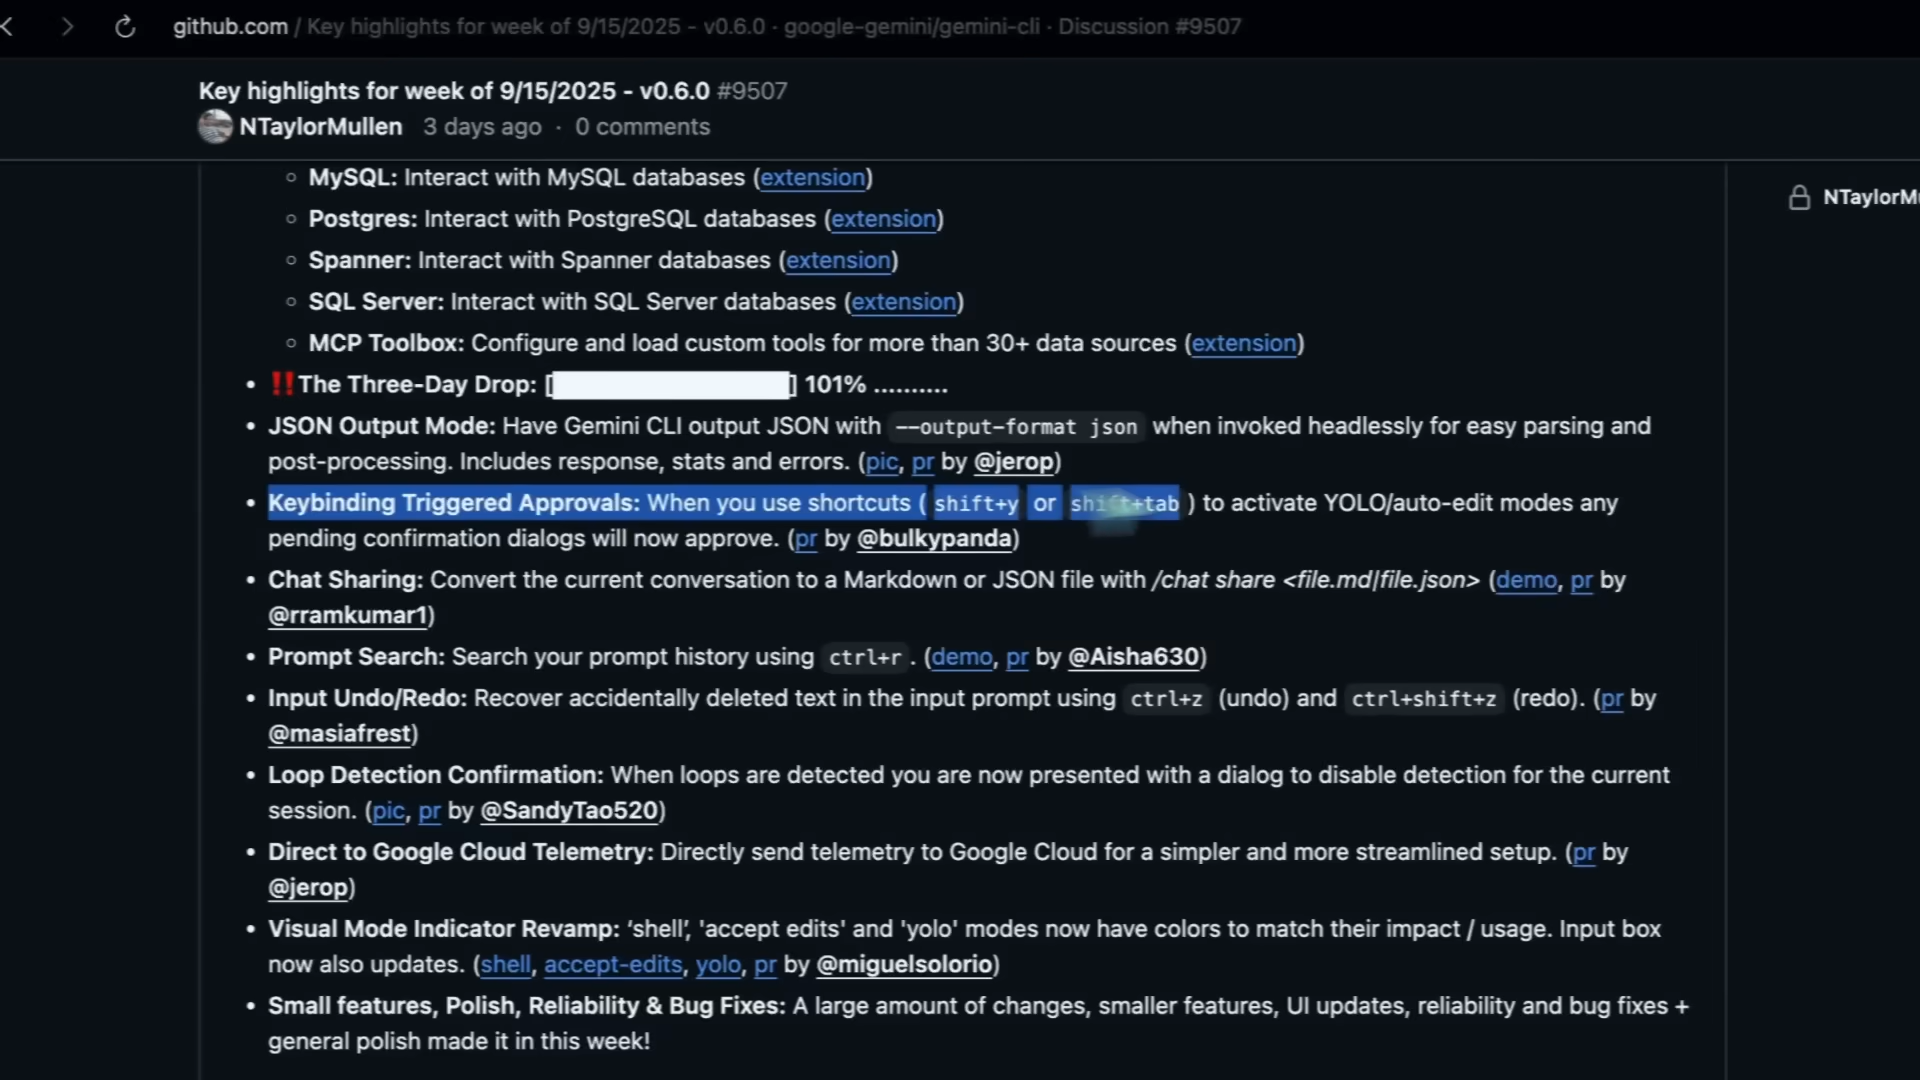 github.com / Key highlights for week of 9/15/2025 - v0.6.0 · google-gemini/gemini-cli · Discussion #9507
Key highlights for week of 9/15/2025 - v0.6.0 #9507
NTaylorMullen 3 days ago · 0 comments
MySQL: Interact with MySQL databases (extension)
NTaylorMu
Postgres: Interact with PostgreSQL databases (extension)
Spanner: Interact with Spanner databases (extension)
SQL Server: Interact with SQL Server databases (extension)
MCP Toolbox: Configure and load custom tools for more than 30+ data sources (extension)
‼️The Three-Day Drop: [ ] 101% ..........
JSON Output Mode: Have Gemini CLI output JSON with --output-format json when invoked headlessly for easy parsing and
post-processing. Includes response, stats and errors. (pic, pr by @jerop)
Keybinding Triggered Approvals: When you use shortcuts ( shift+y or shift+tab ) to activate YOLO/auto-edit modes any
pending confirmation dialogs will now approve. (pr by @bulkypanda)
Chat Sharing: Convert the current conversation to a Markdown or JSON file with /chat share <file.md|file.json> (demo, pr by
@rramkumar1)
Prompt Search: Search your prompt history using ctrl+r . (demo, pr by @Aisha630)
Input Undo/Redo: Recover accidentally deleted text in the input prompt using ctrl+z (undo) and ctrl+shift+z (redo). (pr by
@masiafrest)
Loop Detection Confirmation: When loops are detected you are now presented with a dialog to disable detection for the current
session. (pic, pr by @SandyTao520)
Direct to Google Cloud Telemetry: Directly send telemetry to Google Cloud for a simpler and more streamlined setup. (pr by
@jerop)
Visual Mode Indicator Revamp: ‘shell’, 'accept edits' and 'yolo' modes now have colors to match their impact / usage. Input box
now also updates. (shell, accept-edits, yolo, pr by @miguelsolorio)
Small features, Polish, Reliability & Bug Fixes: A large amount of changes, smaller features, UI updates, reliability and bug fixes +
general polish made it in this week!